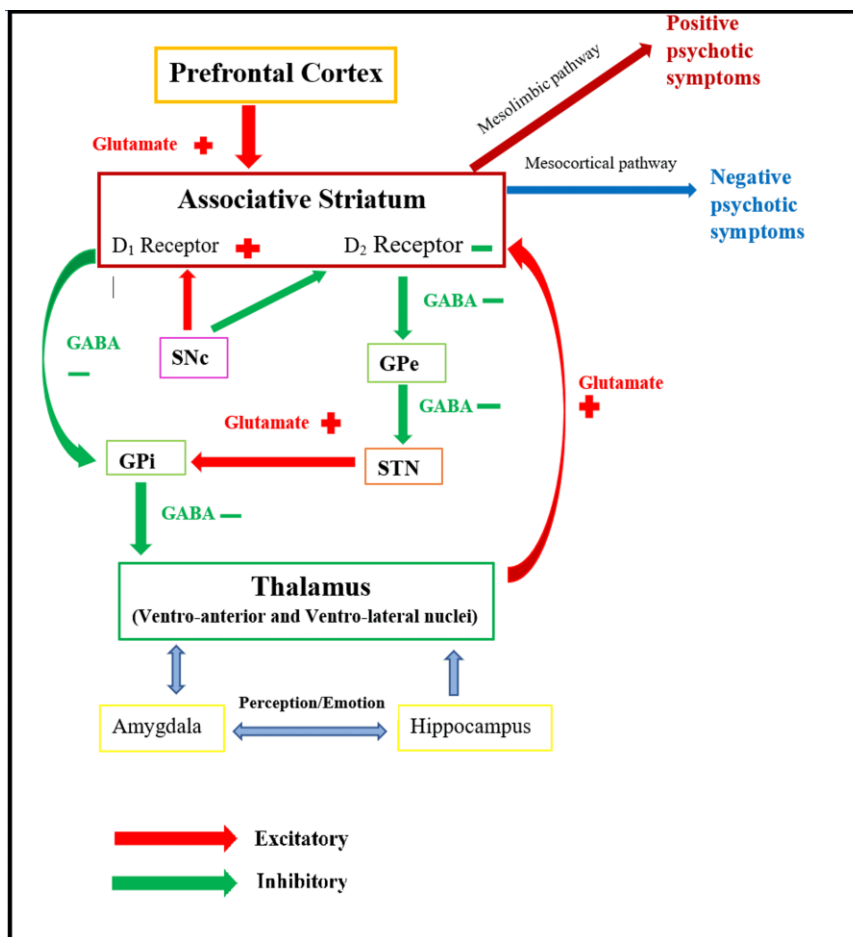 Prefrontal Cortex
Positive
psychotic
symptoms
Mesolimbic pathway
Glutamate
Mesocortical pathway
Associative Striatum
D₁ Receptor
D₂ Receptor
Negative
psychotic
symptoms
GABA
GABA
SNc
GPe
GABA
Glutamate
Glutamate
GPi
STN
GABA
Thalamus
(Ventro-anterior and Ventro-lateral nuclei)
Perception/Emotion
Amygdala
Hippocampus
Excitatory
Inhibitory